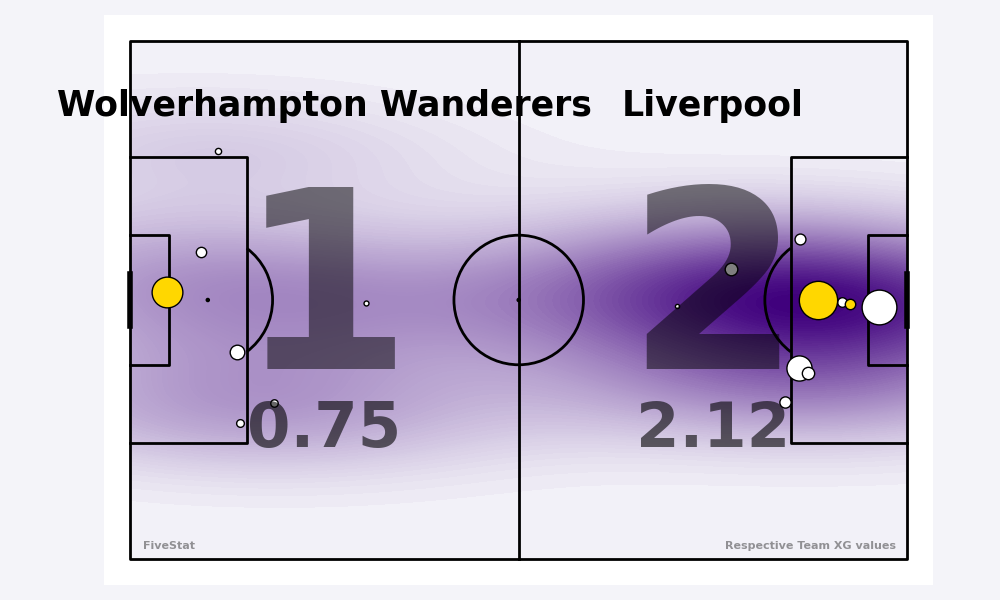 Wolverhampton Wanderers Liverpool
1 2
0.75 2.12
FiveStat Respective Team XG values